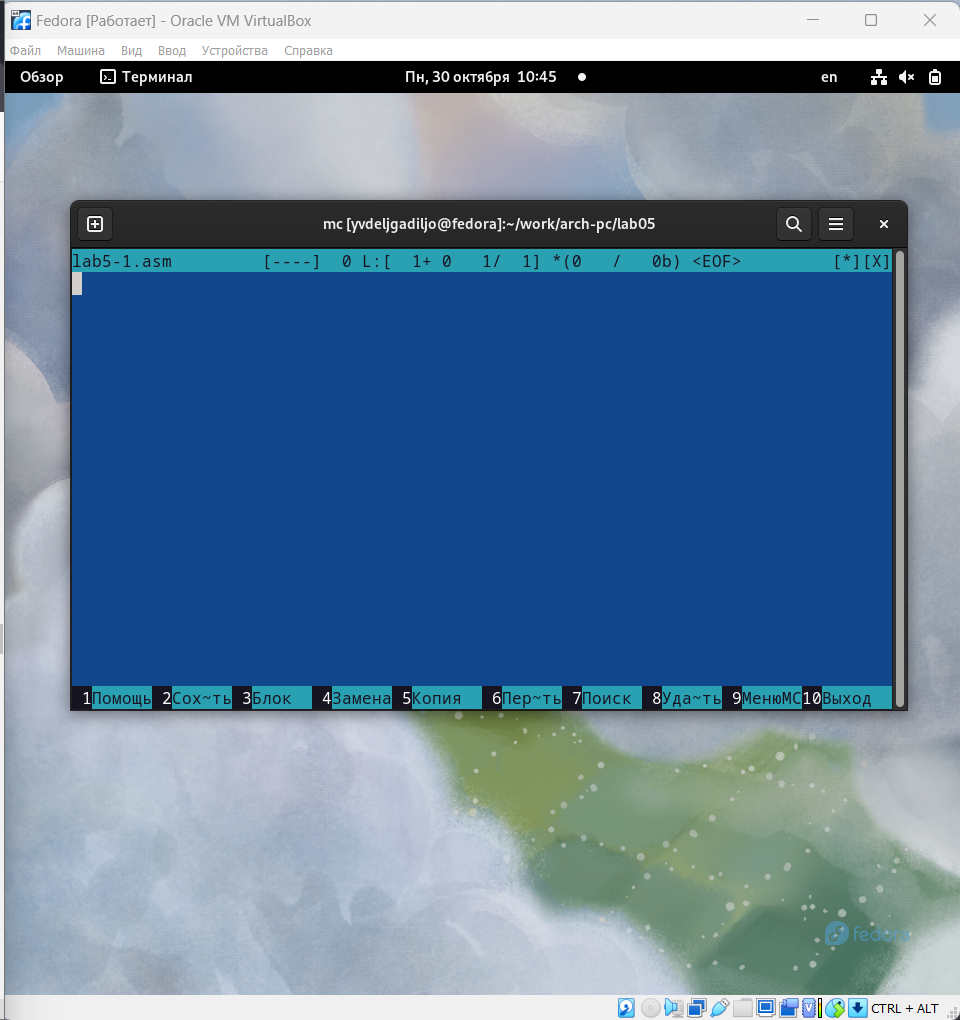 Fedora [Работает] - Oracle VM VirtualBox
Файл Машина Вид Ввод Устройства Справка
Обзор Терминал Пн, 30 октября 10:45 en
mc [yvdeljgadiljo@fedora]:~/work/arch-pc/lab05
lab5-1.asm [----] 0 L:[ 1+ 0 1/ 1] *(0 / 0b) <EOF> [*][X]
1Помощь 2Сох~ть 3Блок 4Замена 5Копия 6Пер~ть 7Поиск 8Уда~ть 9МенюМС10Выход
fedora
CTRL + ALT